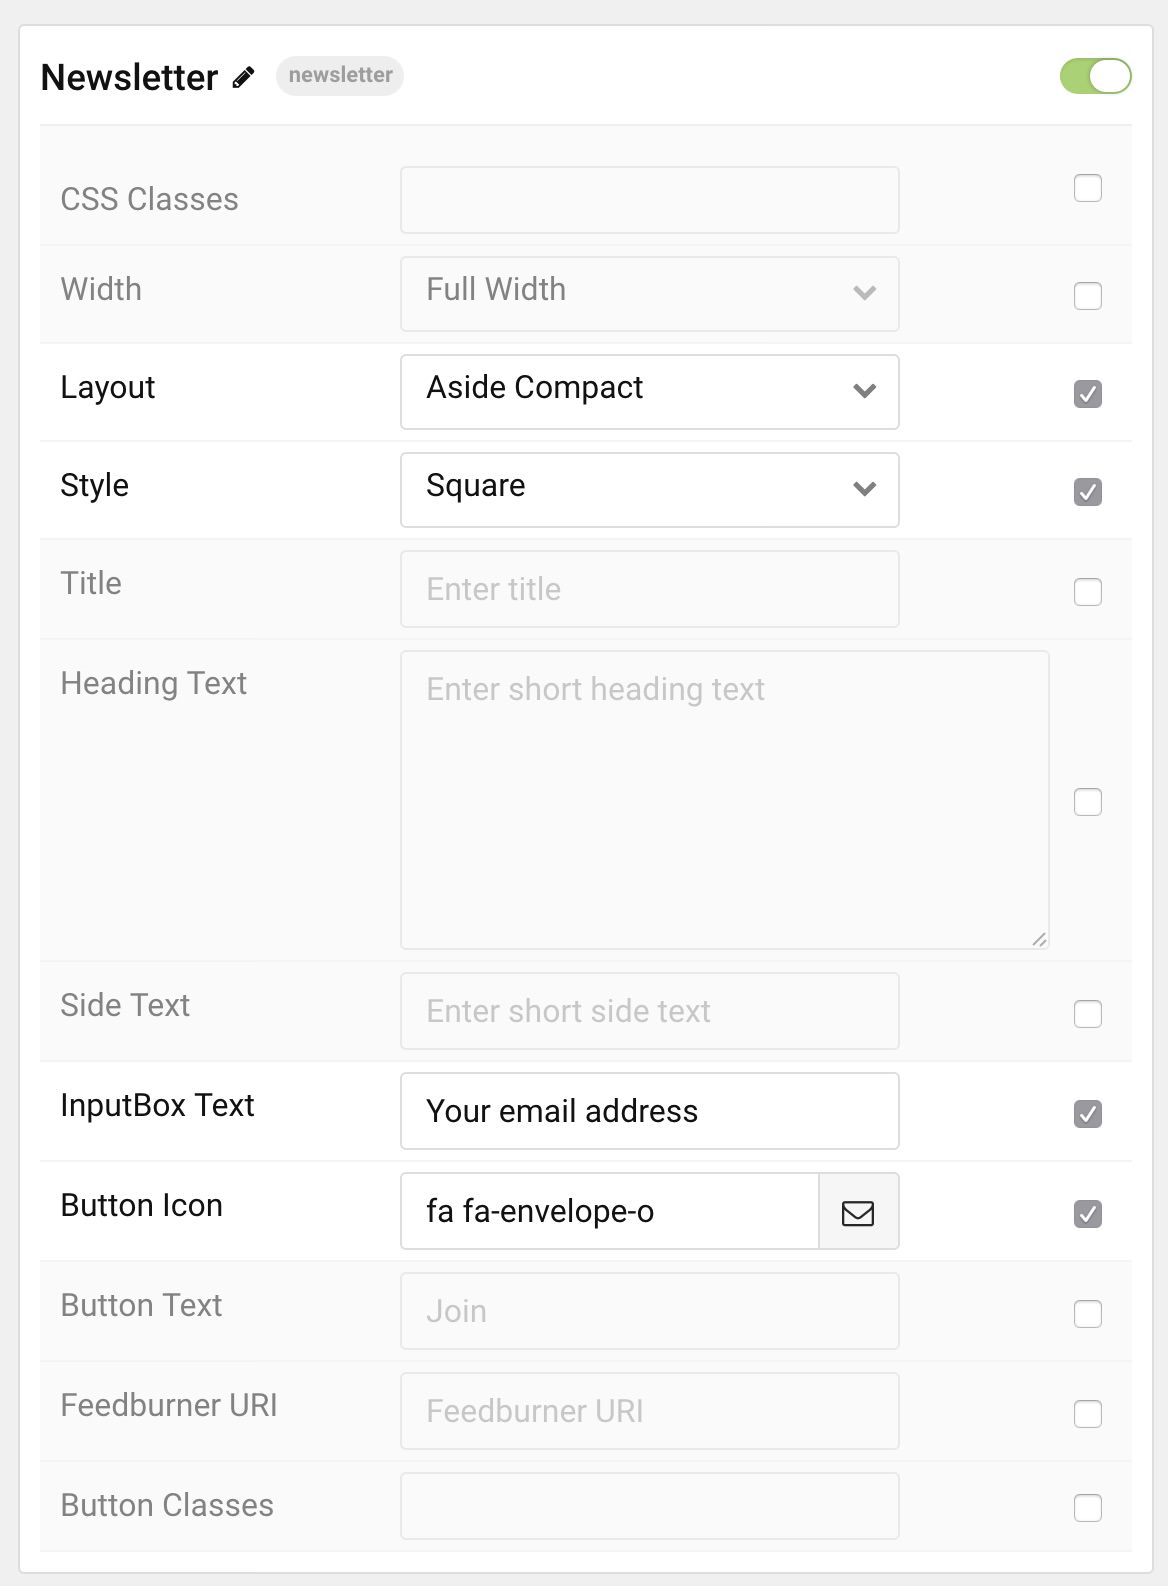 Newsletter newsletter
CSS Classes
Width Full Width
Layout Aside Compact
Style Square
Title Enter title
Heading Text Enter short heading text
Side Text Enter short side text
InputBox Text Your email address
Button Icon fa fa-envelope-o
Button Text Join
Feedburner URI Feedburner URI
Button Classes